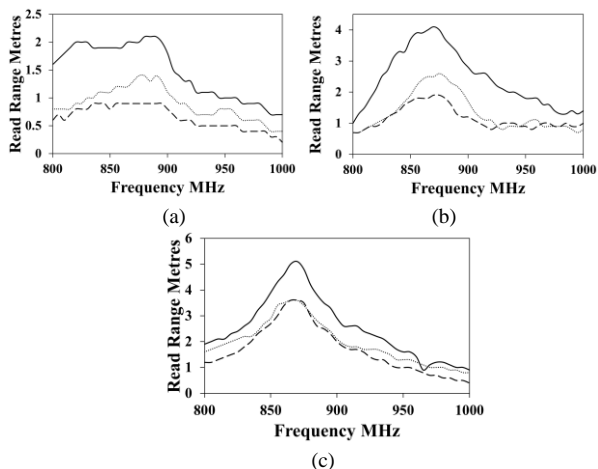 2.5
2
1.5
1
0.5
0
Read Range Metres
800 850 900 950 1000
Frequency MHz
(a)
4
3
2
1
0
Read Range Metres
800 850 900 950 1000
Frequency MHz
(b)
6
5
4
3
2
1
0
Read Range Metres
800 850 900 950 1000
Frequency MHz
(c)